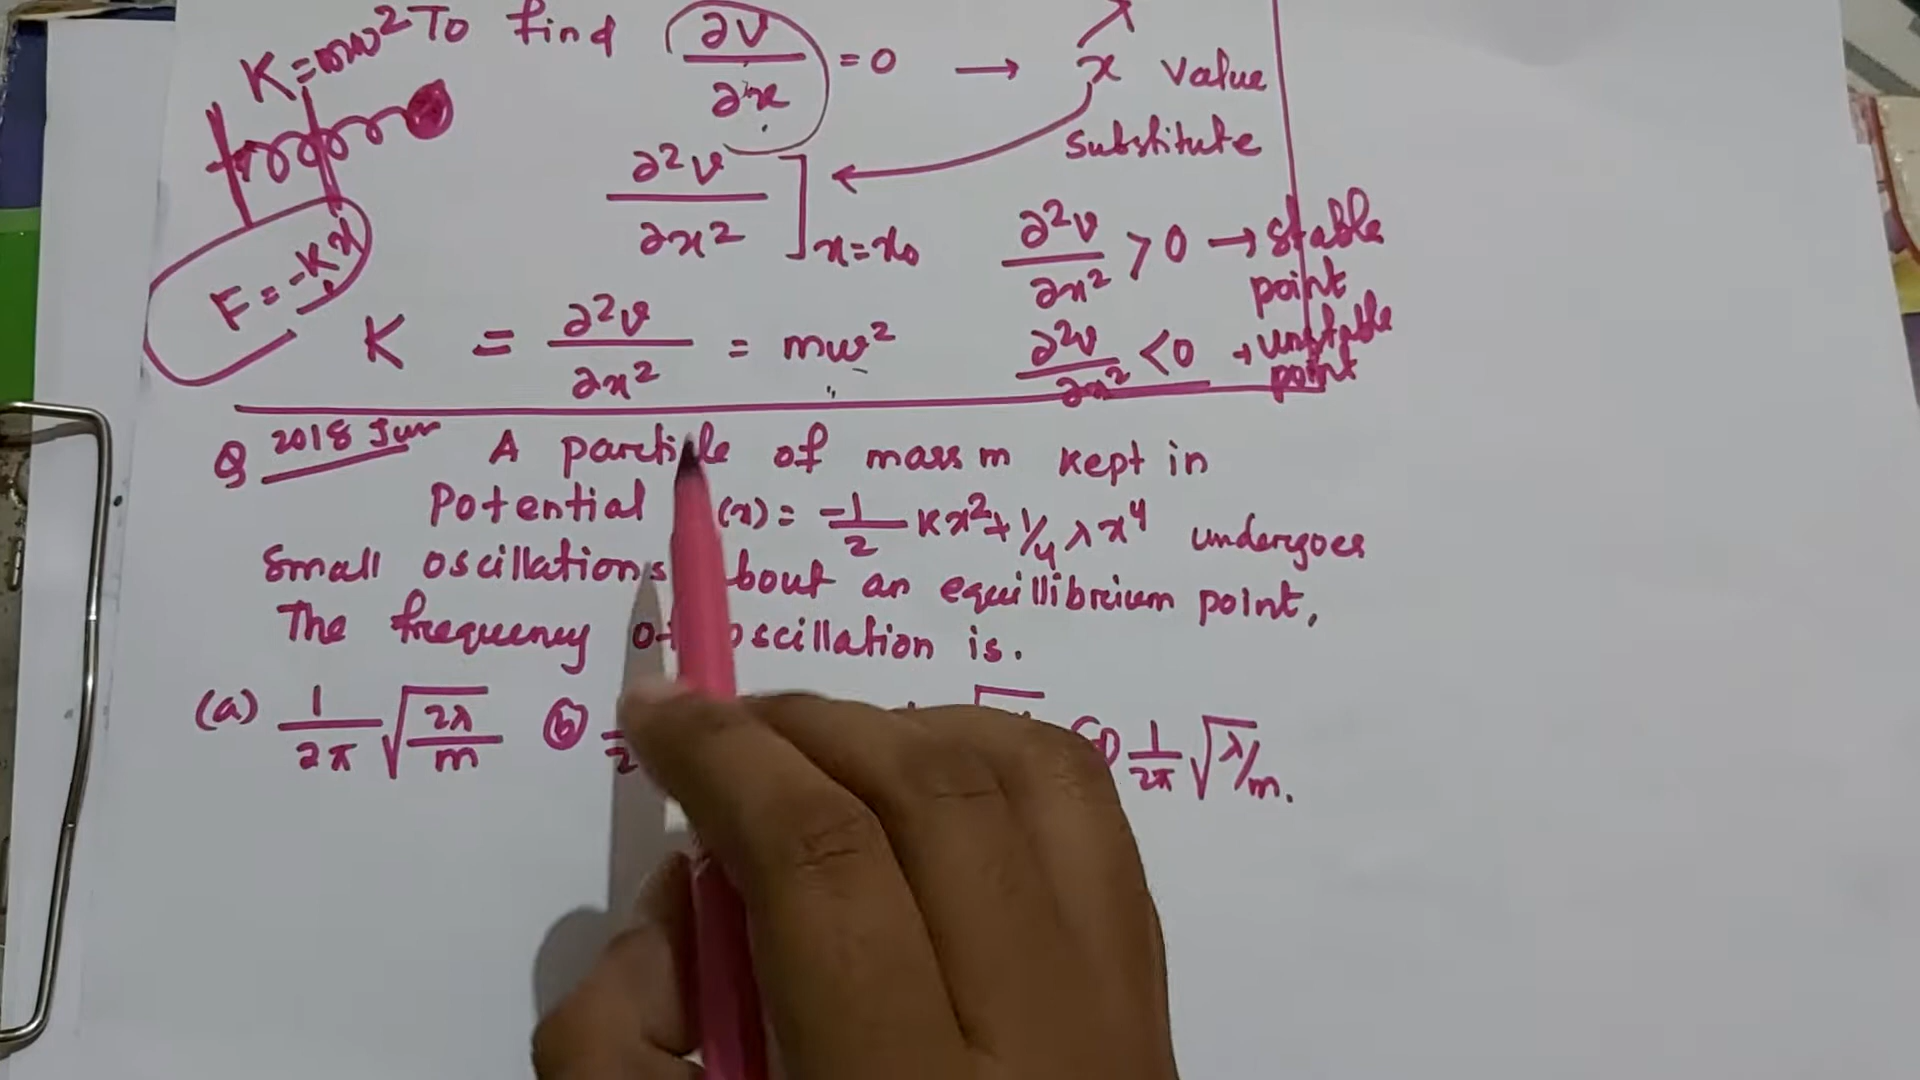 K=mω² To find ∂V/∂x = 0 → x value
substitute
∂²V/∂x² ]x=x₀
F=-Kx
∂²V/∂x² > 0 → stable point
K = ∂²V/∂x² = mω²
∂²V/∂x² < 0 → unstable point
Q 2018 Jun A particle of mass m kept in
Potential (x) = -1/2 Kx² + 1/4 λx⁴ undergoes
Small oscillations bout an equillibrium point,
The frequency of oscillation is.
(a) 1/2π √2λ/m (b) (d) 1/2π √λ/m.